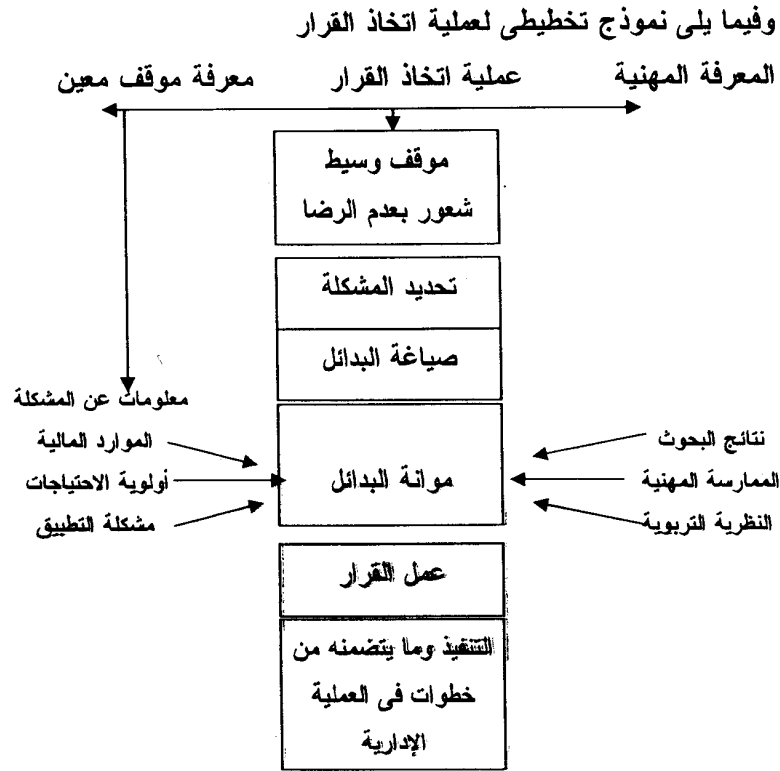 وفيما يلى نموذج تخطيطى لعملية اتخاذ القرار
المعرفة المهنية عملية اتخاذ القرار معرفة موقف معين
موقف وسيط
شعور بعدم الرضا
تحديد المشكلة
صياغة البدائل
معلومات عن المشكلة
نتائج البحوث
الموارد المالية
الممارسة المهنية
موانة البدائل
أولوية الاحتياجات
النظرية التربوية
مشكلة التطبيق
عمل القرار
التنفيذ وما يتضمنه من
خطوات فى العملية
الإدارية